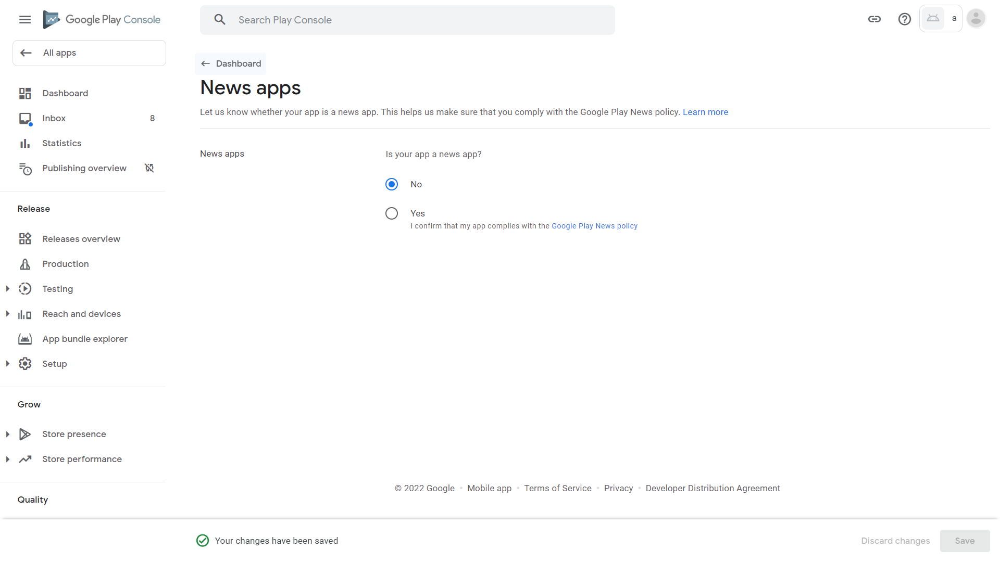 Google Play Console
Search Play Console
a
All apps
Dashboard
Inbox 8
Statistics
Publishing overview
Release
Releases overview
Production
Testing
Reach and devices
App bundle explorer
Setup
Grow
Store presence
Store performance
Quality
Dashboard
News apps
Let us know whether your app is a news app. This helps us make sure that you comply with the Google Play News policy. Learn more
News apps
Is your app a news app?
No
Yes
I confirm that my app complies with the Google Play News policy
© 2022 Google • Mobile app • Terms of Service • Privacy • Developer Distribution Agreement
Your changes have been saved
Discard changes
Save